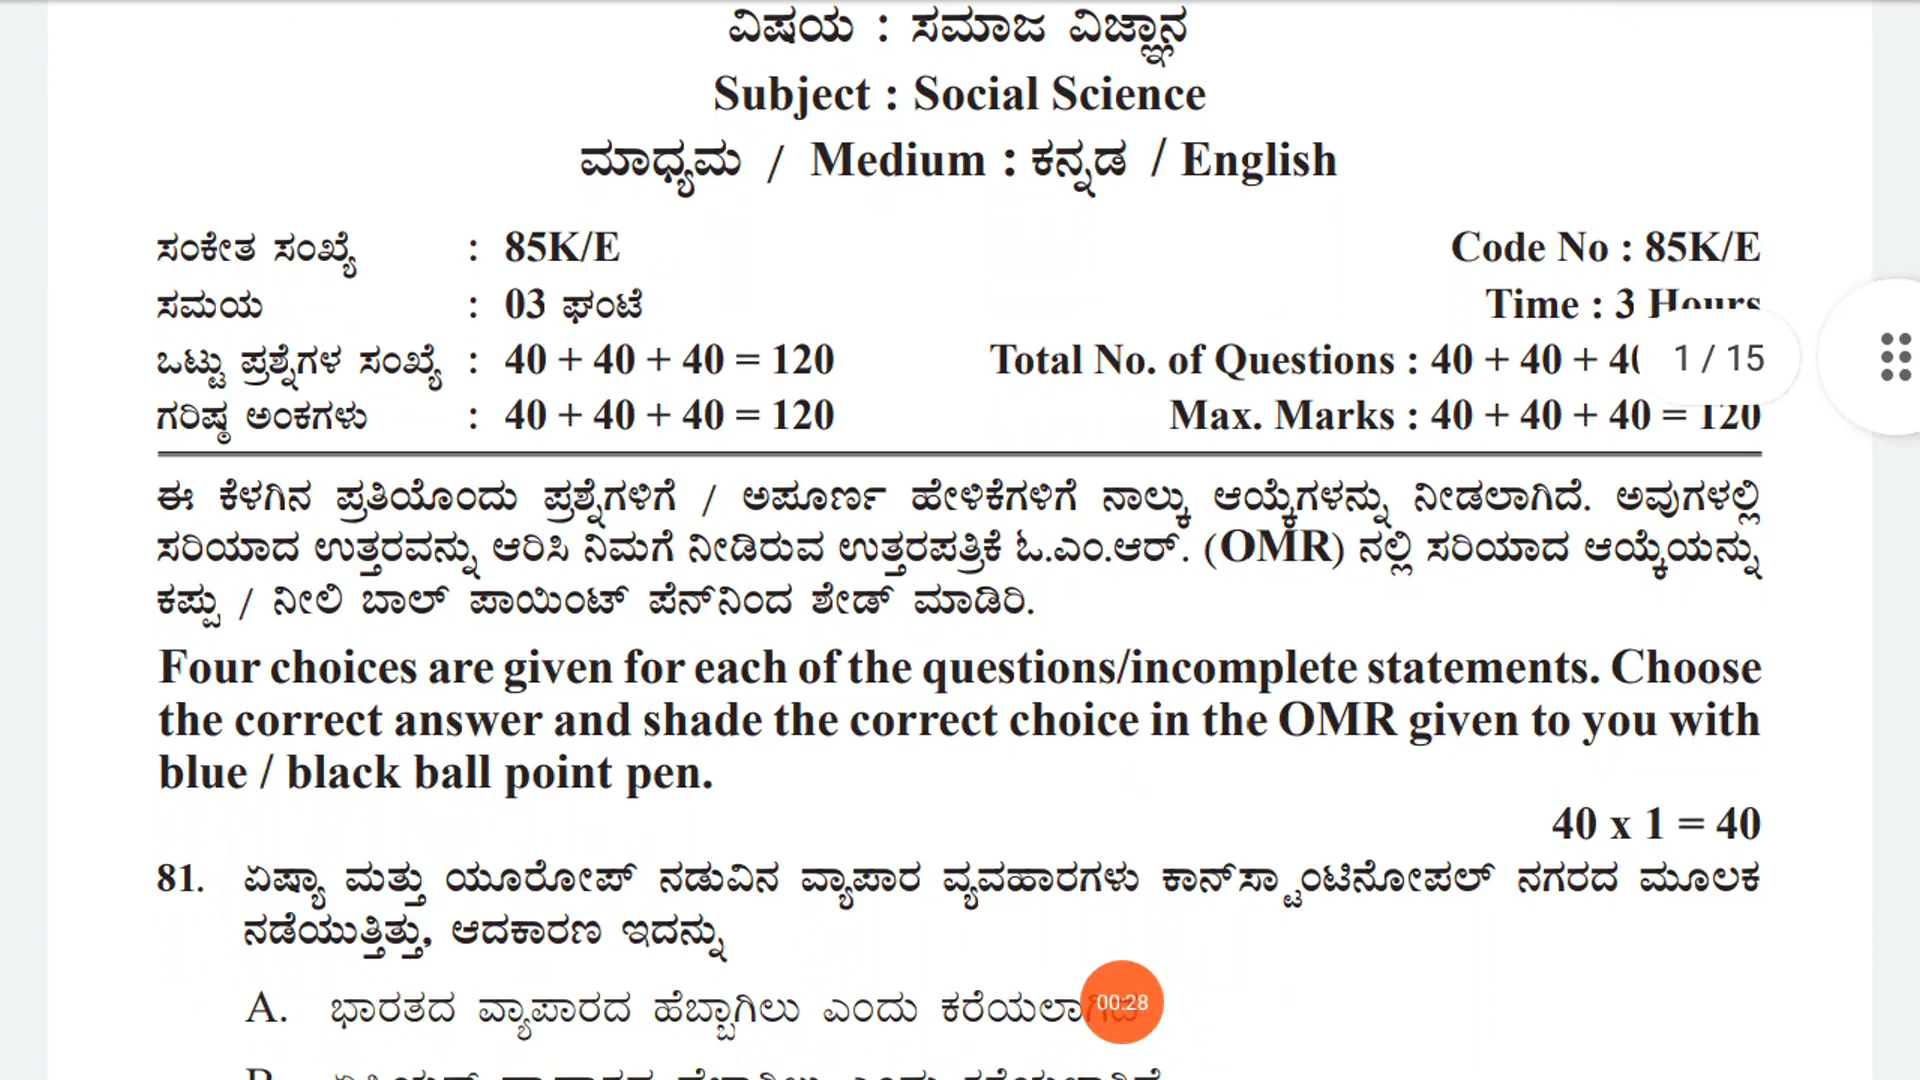 ವಿಷಯ : ಸಮಾಜ ವಿಜ್ಞಾನ
Subject : Social Science
ಮಾಧ್ಯಮ / Medium : ಕನ್ನಡ / English
ಸಂಕೇತ ಸಂಖ್ಯೆ : 85K/E Code No : 85K/E
ಸಮಯ : 03 ಘಂಟೆ Time : 3 Hours
ಒಟ್ಟು ಪ್ರಶ್ನೆಗಳ ಸಂಖ್ಯೆ : 40 + 40 + 40 = 120 Total No. of Questions : 40 + 40 + 1 / 15
ಗರಿಷ್ಠ ಅಂಕಗಳು : 40 + 40 + 40 = 120 Max. Marks : 40 + 40 + 40 = 120
ಈ ಕೆಳಗಿನ ಪ್ರತಿಯೊಂದು ಪ್ರಶ್ನೆಗಳಿಗೆ / ಅಪೂರ್ಣ ಹೇಳಿಕೆಗಳಿಗೆ ನಾಲ್ಕು ಆಯ್ಕೆಗಳನ್ನು ನೀಡಲಾಗಿದೆ. ಅವುಗಳಲ್ಲಿ
ಸರಿಯಾದ ಉತ್ತರವನ್ನು ಆರಿಸಿ ನಿಮಗೆ ನೀಡಿರುವ ಉತ್ತರಪತ್ರಿಕೆ ಓ.ಎಂ.ಆರ್. (OMR) ನಲ್ಲಿ ಸರಿಯಾದ ಆಯ್ಕೆಯನ್ನು
ಕಪ್ಪು / ನೀಲಿ ಬಾಲ್ ಪಾಯಿಂಟ್ ಪೆನ್‌ನಿಂದ ಶೇಡ್ ಮಾಡಿರಿ.
Four choices are given for each of the questions/incomplete statements. Choose
the correct answer and shade the correct choice in the OMR given to you with
blue / black ball point pen.
40 x 1 = 40
81. ಏಷ್ಯಾ ಮತ್ತು ಯೂರೋಪ್ ನಡುವಿನ ವ್ಯಾಪಾರ ವ್ಯವಹಾರಗಳು ಕಾನ್‌ಸ್ಟಾಂಟಿನೋಪಲ್ ನಗರದ ಮೂಲಕ
ನಡೆಯುತ್ತಿತ್ತು, ಆದಕಾರಣ ಇದನ್ನು
A. ಭಾರತದ ವ್ಯಾಪಾರದ ಹೆಬ್ಬಾಗಿಲು ಎಂದು 00:28